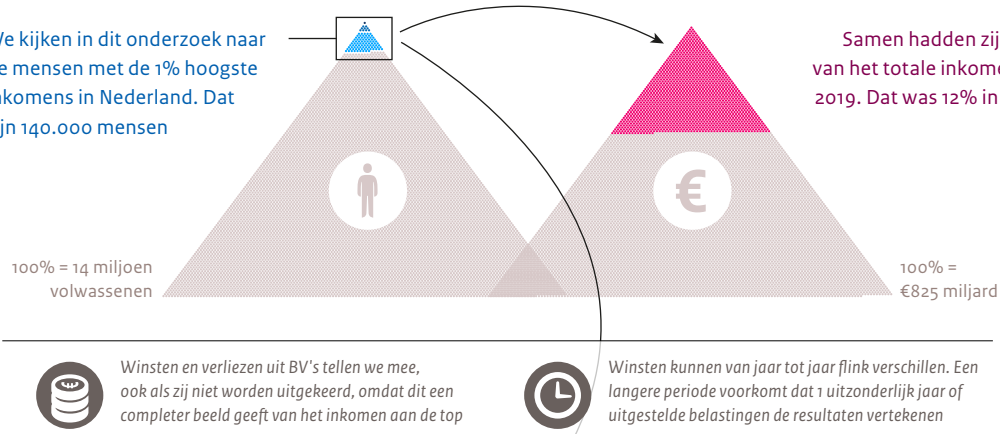 We kijken in dit onderzoek naar
de mensen met de 1% hoogste
inkomens in Nederland. Dat
zijn 140.000 mensen
Samen hadden zij
van het totale
2019. Dat was 12% in
€
100% = 14 miljoen
volwassenen
100% =
€825 miljard
Winsten en verliezen uit BV's tellen we mee,
ook als zij niet worden uitgekeerd, omdat dit een
completer beeld geeft van het inkomen aan de top
Winsten kunnen van jaar tot jaar flink verschillen. Een
langere periode voorkomt dat 1 uitzonderlijk jaar of
uitgestelde belastingen de resultaten vertekenen